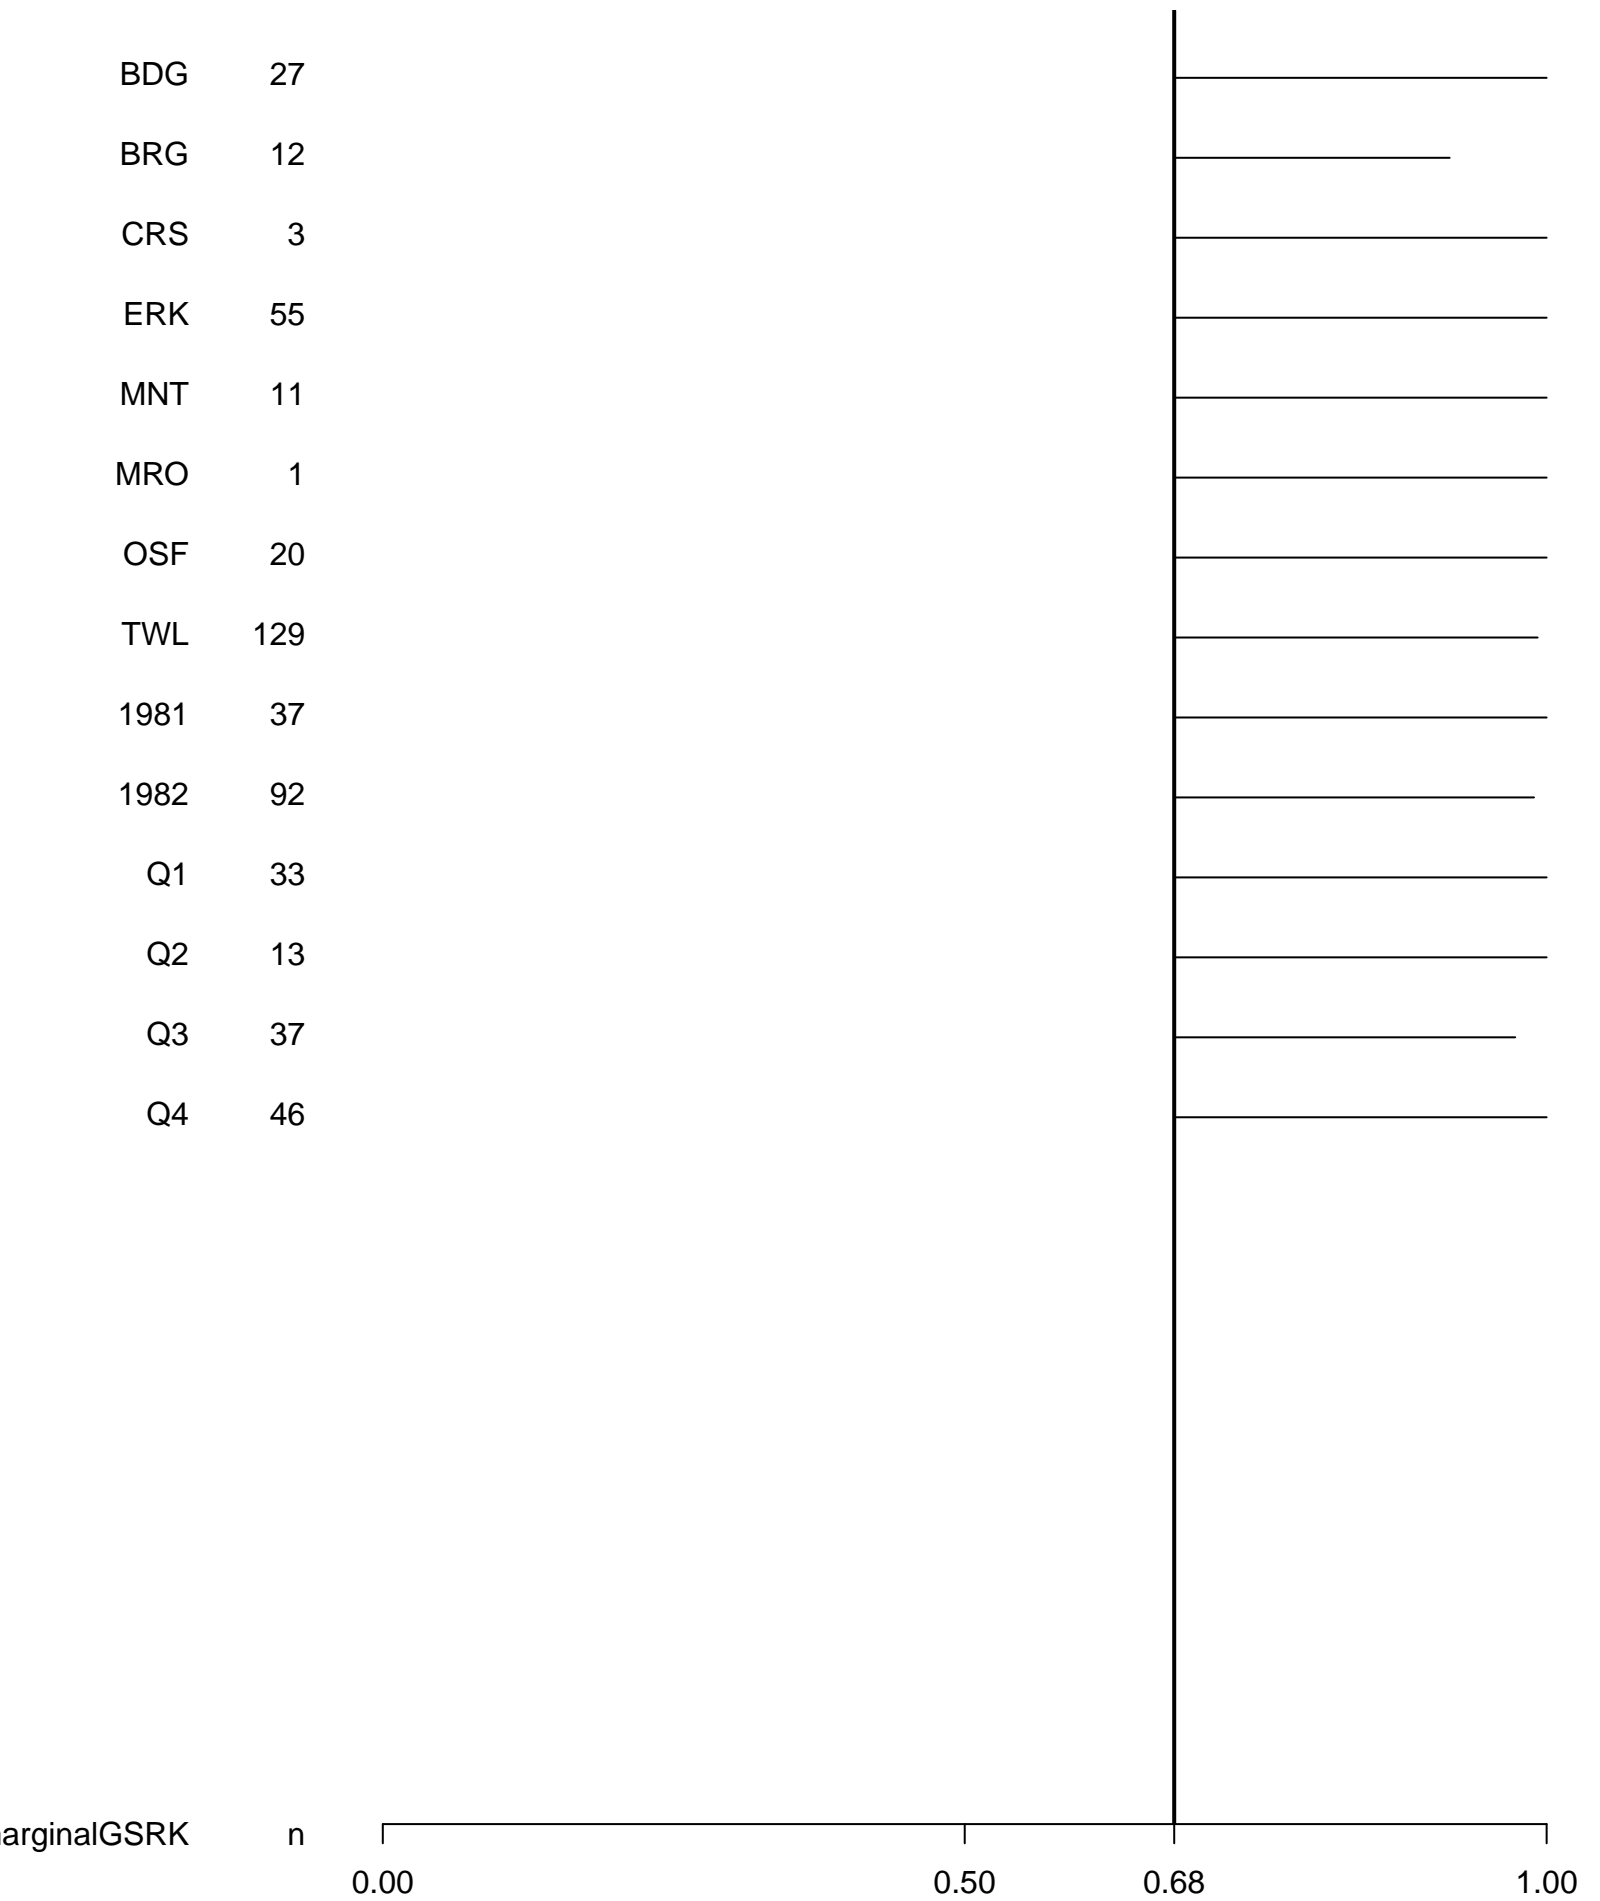 BDG 27
BRG 12
CRS 3
ERK 55
MNT 11
MRO 1
OSF 20
TWL 129
1981 37
1982 92
Q1 33
Q2 13
Q3 37
Q4 46
arginalGSRK n
0.00 0.50 0.68 1.00